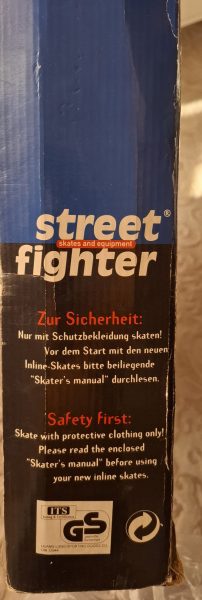 street®
skates and equipment
fighter
Zur Sicherheit:
Nur mit Schutzbekleidung skaten!
Vor dem Start mit den neuen
Inline-Skates bitte beiliegende
"Skater's manual" durchlesen.
Safety first:
Skate with protective clothing only!
Please read the enclosed
"Skater's manual" before using
your new inline skates.
ITS
GS